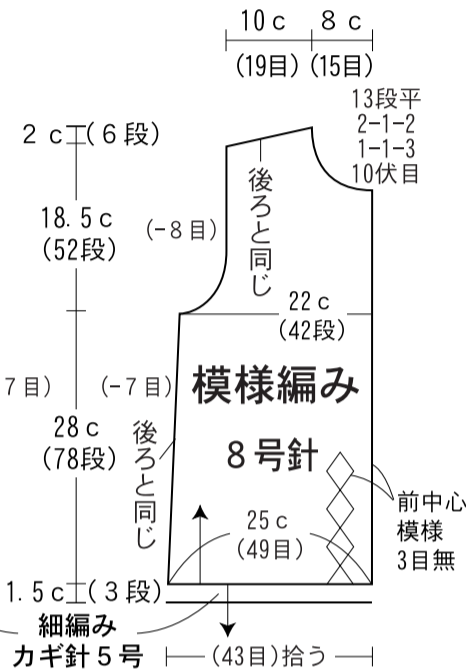 10c 8c
(19目)(15目)
13段平
2-1-2
1-1-3
10伏目
2c (6段)
18.5c
(52段)
(-8目)
後ろと同じ
22c
(42段)
7目)
(-7目)
模様編み
8号針
28c
(78段)
後ろと同じ
25c
(49目)
前中心
模様
3目無
1.5c (3段)
細編み
カギ針5号
(43目)拾う